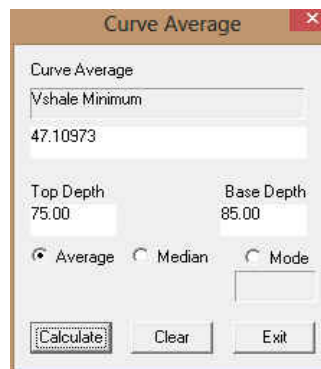 Curve Average
Curve Average
Vshale Minimum
47.10973
Top Depth Base Depth
75.00 85.00
Average Median Mode
Calculate Clear Exit